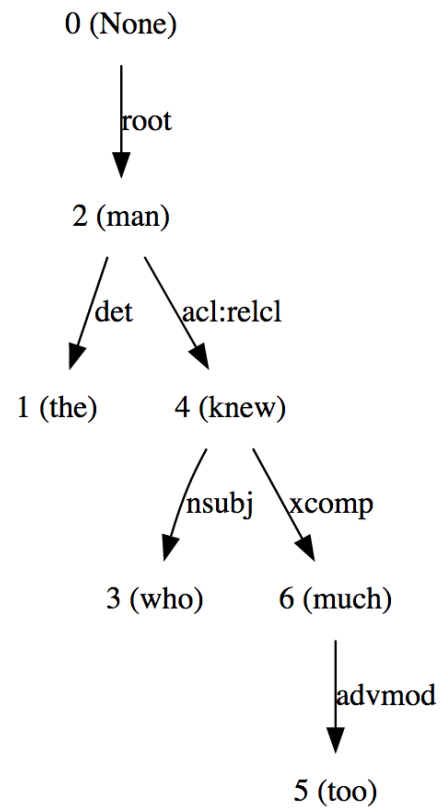 0 (None)
root
2 (man)
det
acl:relcl
1 (the)
4 (knew)
nsubj
xcomp
3 (who)
6 (much)
advmod
5 (too)